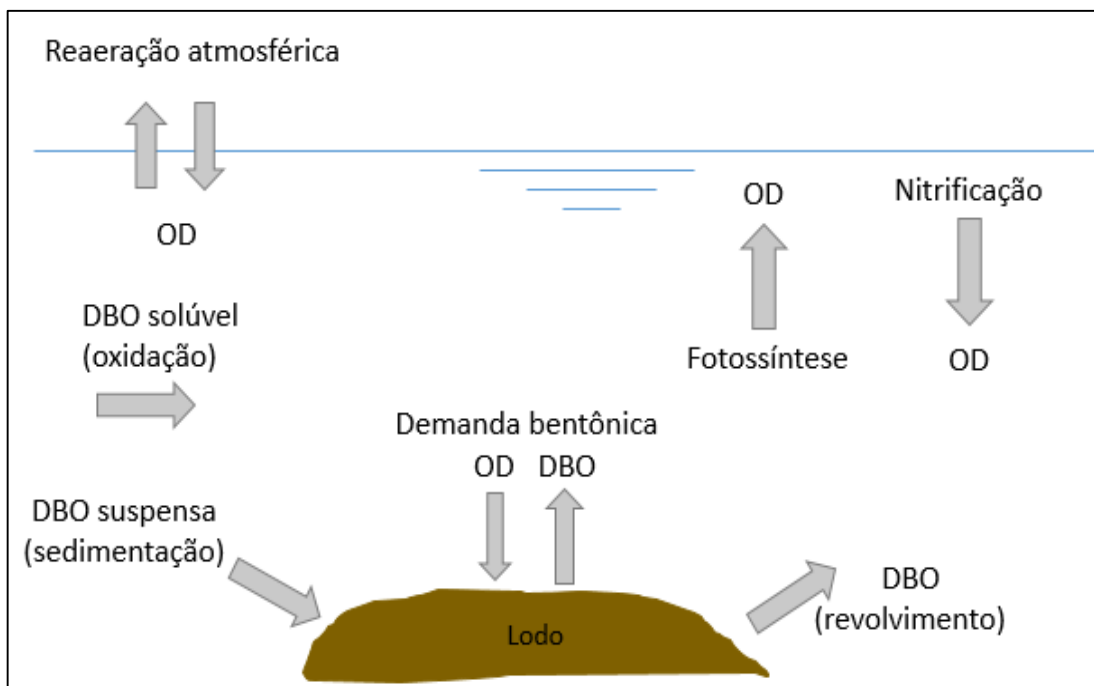 Reaeração atmosférica
OD
DBO solúvel
(oxidação)
DBO suspensa
(sedimentação)
Demanda bentônica
OD DBO
Lodo
OD
Fotossíntese
Nitrificação
OD
DBO
(revolvimento)